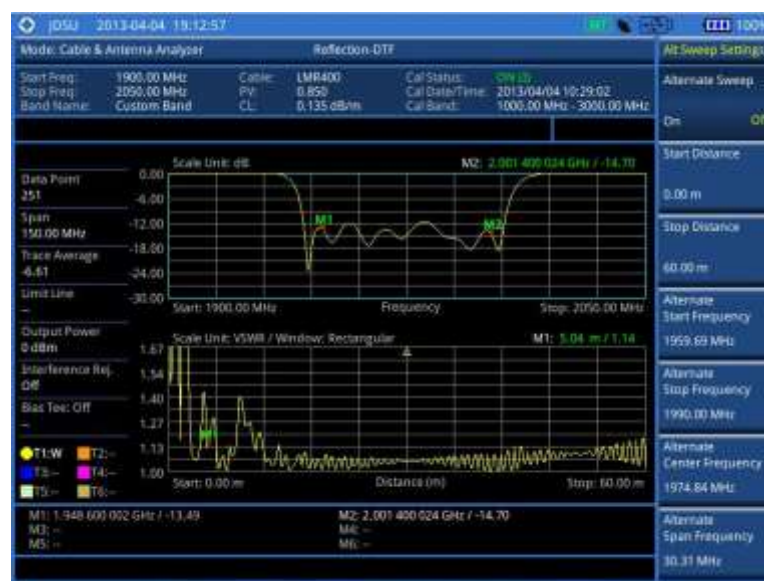 JDSU 2013-04-04 19:12:57 100%
Mode: Cable & Antenna Analyzer Reflection-DTF
Start Freq: 1900.00 MHz Cable: LMR400 Cal Status: ON
Stop Freq: 2050.00 MHz PV: 0.850 Cal Date/Time: 2013/04/04 10:29:02
Band Name: Custom Band CL: 0.135 dB/m Cal Band: 1000.00 MHz - 3000.00 MHz
Scale Unit: dB M2: 2.001 400 024 GHz / -14.70
Data Point
251
Span
150.00 MHz
Trace Average
-6.61
Limit Line
--
Output Power
0 dBm
Interference Rej.
Off
Bias Tee: Off
--
T1:W T2:--
T3:-- T4:--
T5:-- T6:--
0.00
-6.00
-12.00
-18.00
-24.00
-30.00
M1 M2
Start: 1900.00 MHz Frequency Stop: 2050.00 MHz
Scale Unit: VSWR / Window: Rectangular M1: 5.04 m / 1.14
1.67
1.54
1.40
1.27
1.13
1.00
Start: 0.00 m Distance (m) Stop: 60.00 m
M1: 1.948 600 002 GHz / -13.49 M2: 2.001 400 024 GHz / -14.70
M3: -- M4: --
M5: -- M6: --
Alt Sweep Settings
Alternate Sweep
On
Start Distance
0.00 m
Stop Distance
60.00 m
Alternate
Start Frequency
1959.69 MHz
Alternate
Stop Frequency
1990.00 MHz
Alternate
Center Frequency
1974.84 MHz
Alternate
Span Frequency
30.31 MHz